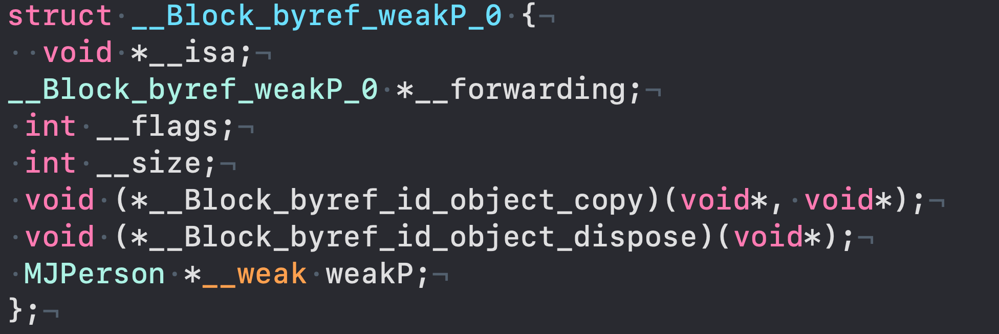 struct __Block_byref_weakP_0 {
  void *__isa;
__Block_byref_weakP_0 *__forwarding;
 int __flags;
 int __size;
 void (*__Block_byref_id_object_copy)(void*, void*);
 void (*__Block_byref_id_object_dispose)(void*);
 MJPerson *__weak weakP;
};